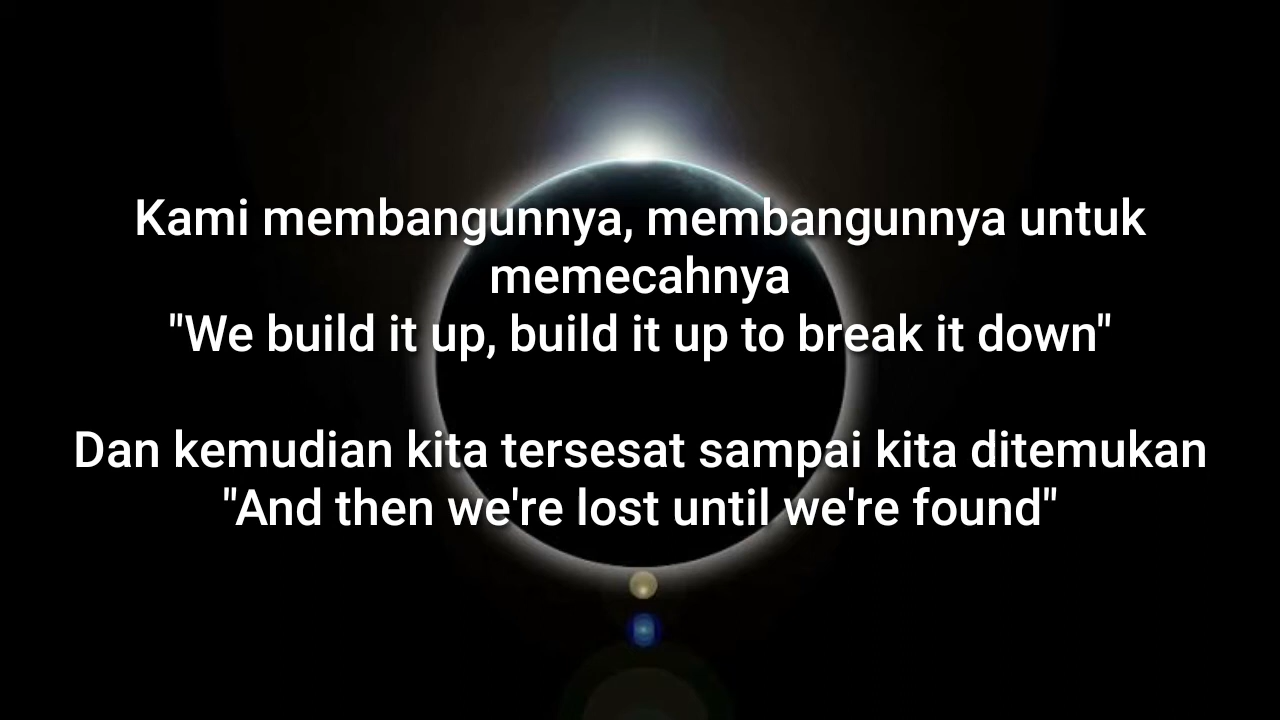 Kami membangunnya, membangunnya untuk
memecahnya
"We build it up, build it up to break it down"
Dan kemudian kita tersesat sampai kita ditemukan
"And then we're lost until we're found"